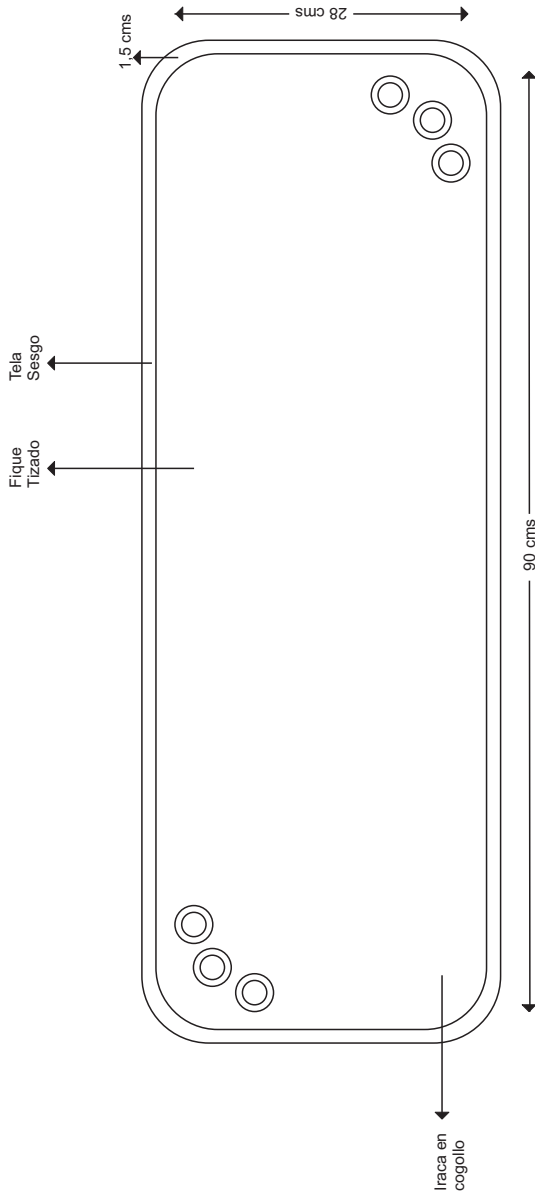 28 cms
1,5 cms
Tela
Sesgo
Fique
Tizado
90 cms
Iraca en
cogollo